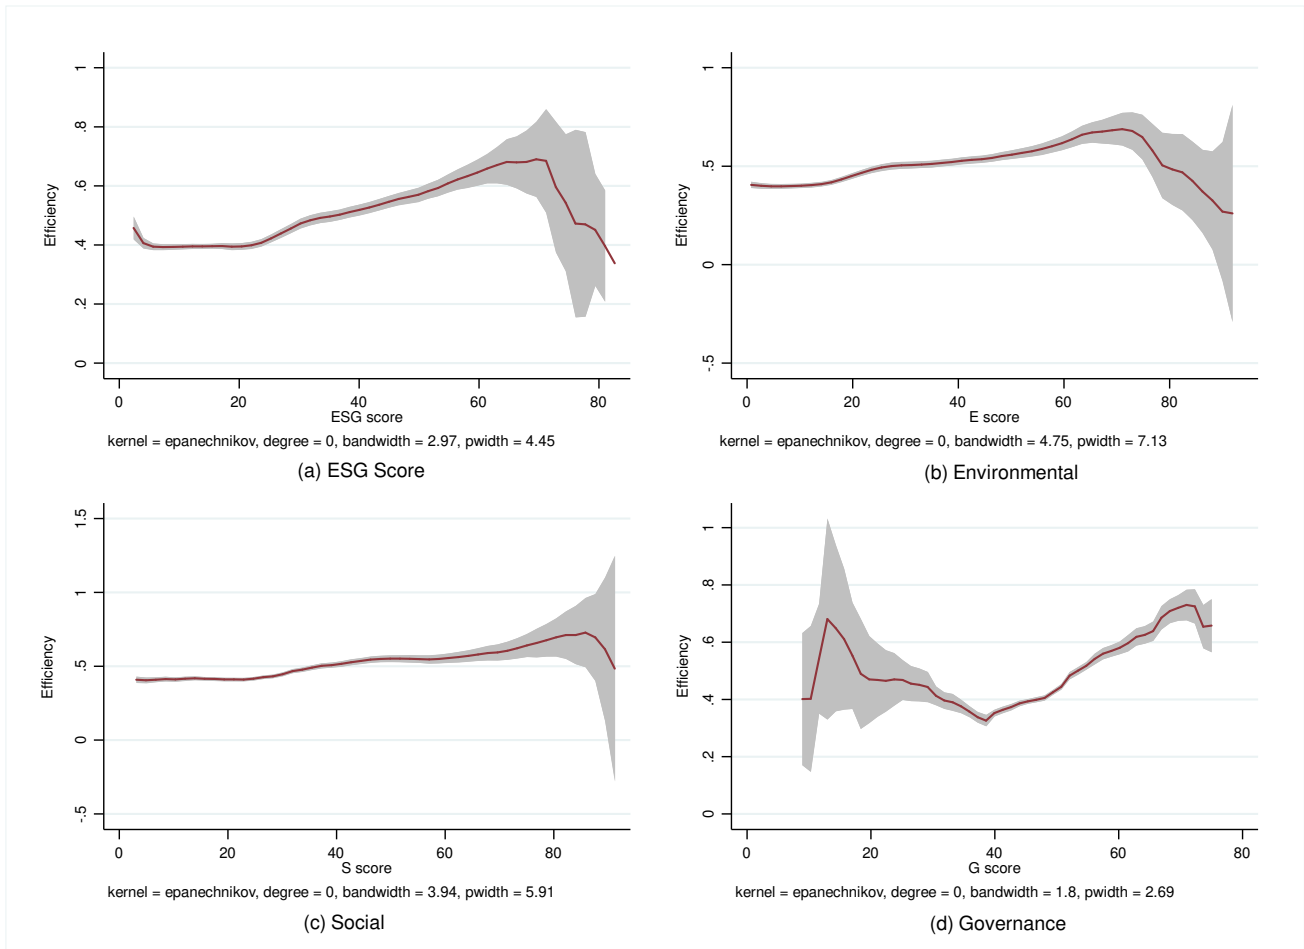 1
.8
.6
.4
.2
0
Efficiency
0 20 40 60 80
ESG score
kernel = epanechnikov, degree = 0, bandwidth = 2.97, pwidth = 4.45
(a) ESG Score
1
.5
0
-.5
Efficiency
0 20 40 60 80
E score
kernel = epanechnikov, degree = 0, bandwidth = 4.75, pwidth = 7.13
(b) Environmental
1.5
1
.5
0
-.5
Efficiency
0 20 40 60 80
S score
kernel = epanechnikov, degree = 0, bandwidth = 3.94, pwidth = 5.91
(c) Social
1
.8
.6
.4
.2
0
Efficiency
0 20 40 60 80
G score
kernel = epanechnikov, degree = 0, bandwidth = 1.8, pwidth = 2.69
(d) Governance